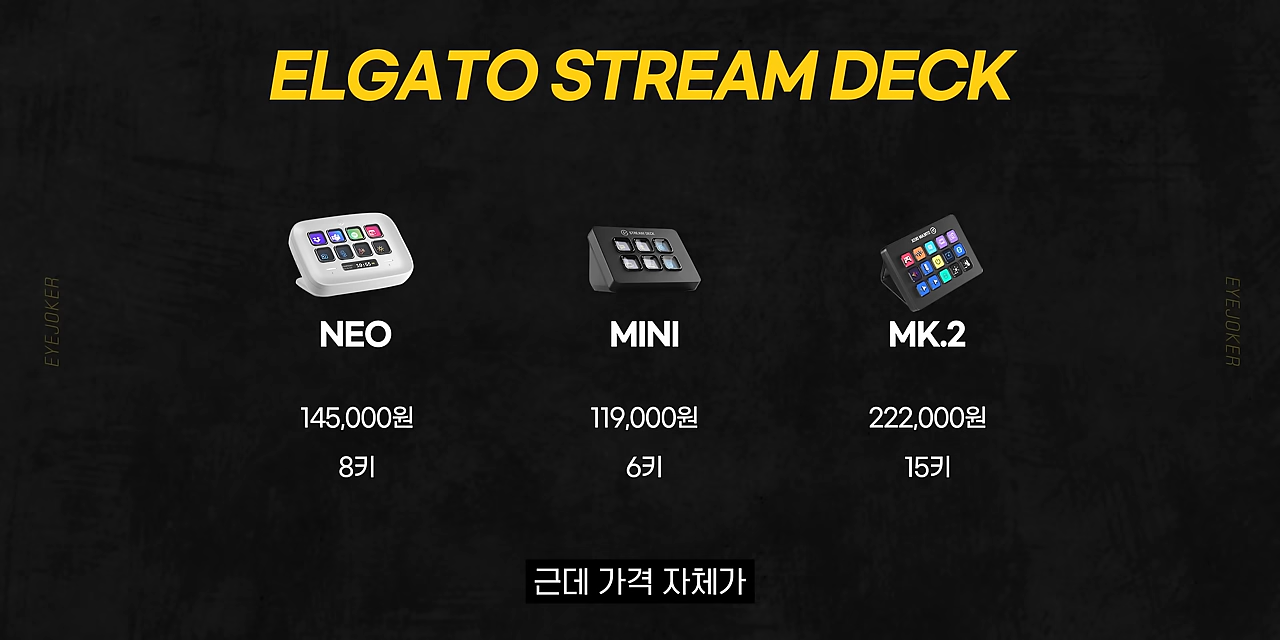 ELGATO STREAM DECK
EYEJOKER
EYEJOKER
STREAM DECK
NEO
MINI
MK.2
145,000원
119,000원
222,000원
8키
6키
15키
근데 가격 자체가